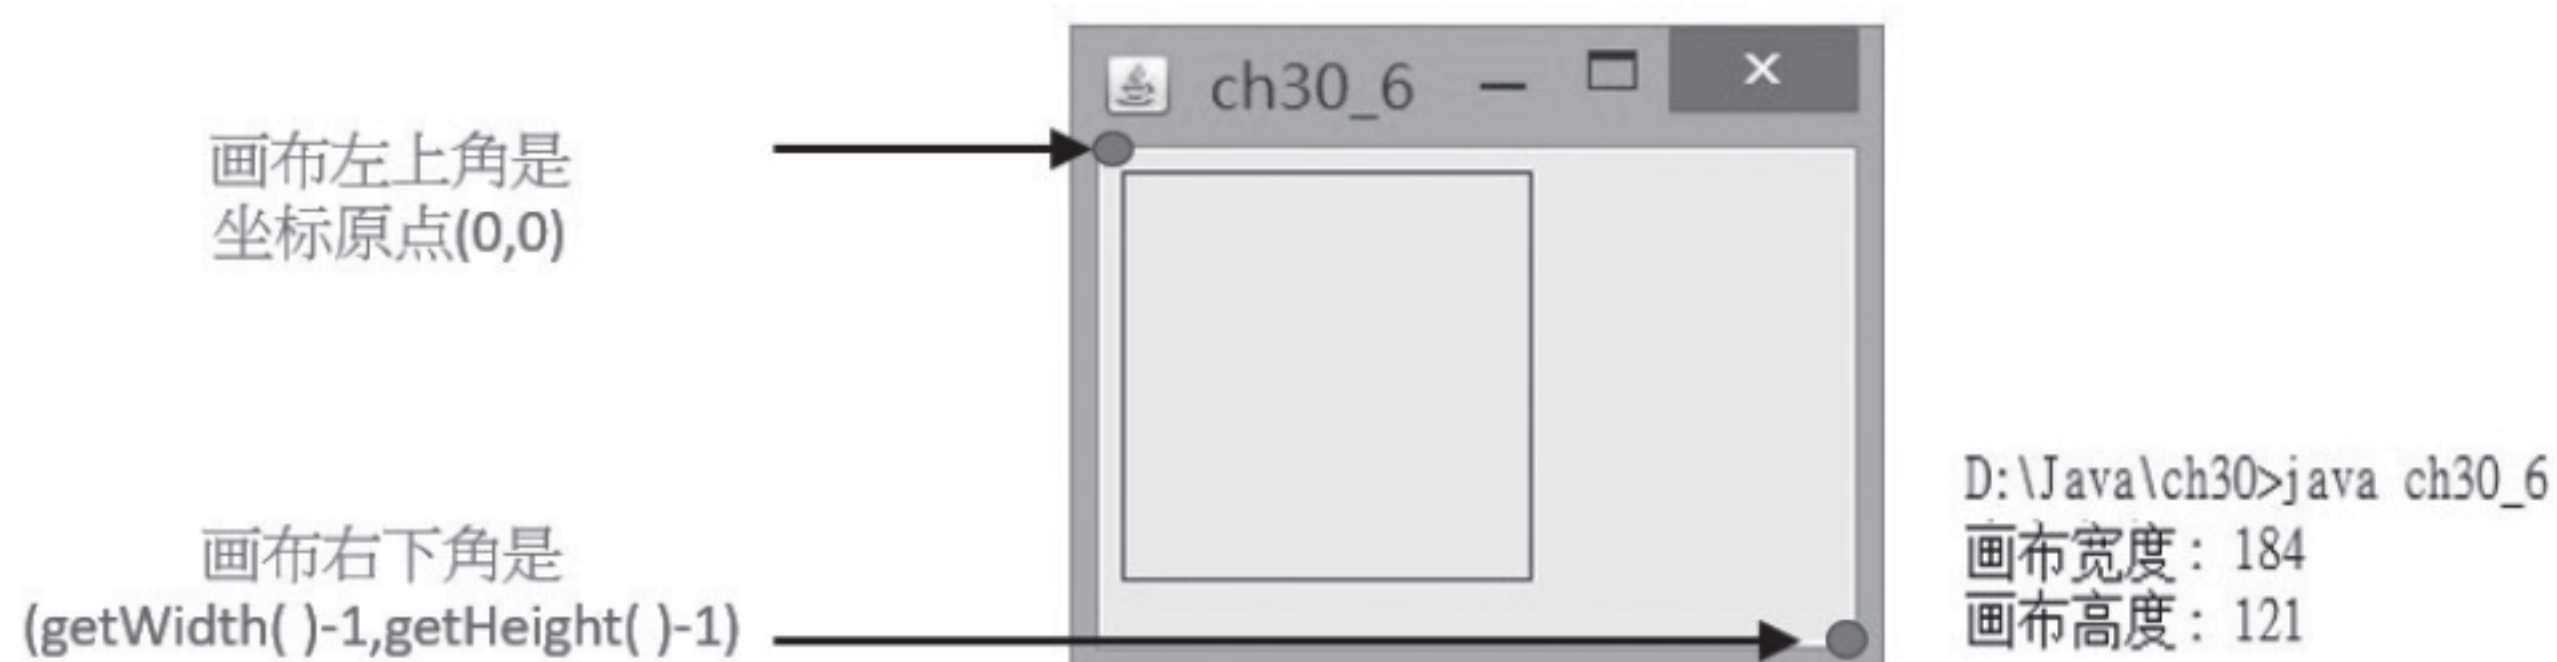 ch30_6
画布左上角是
坐标原点(0,0)
画布右下角是
(getWidth( )-1,getHeight( )-1)
D:\Java\ch30>java ch30_6
画布宽度：184
画布高度：121